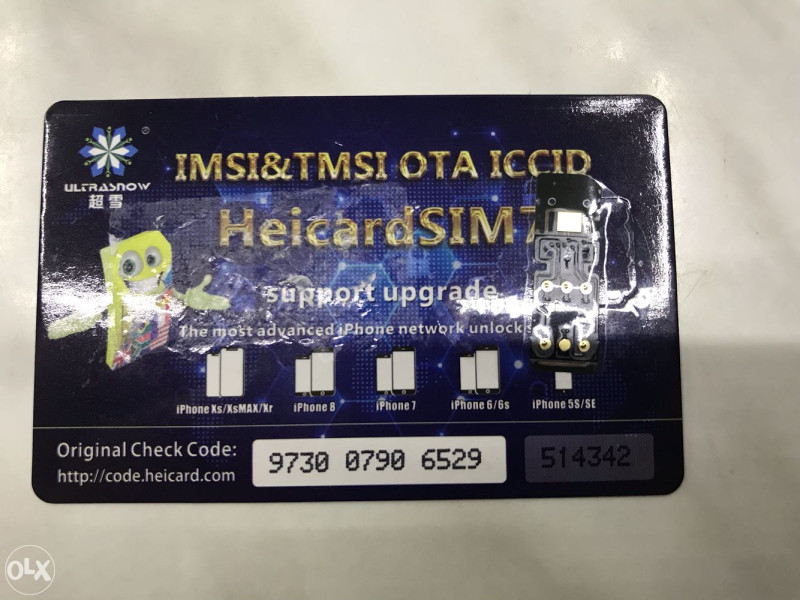 ®
ULTRASNOW
超雪
IMSI&TMSI OTA ICCID
HeicardSIM7
support upgrade
The most advanced iPhone network unlock
iPhone Xs/XsMAX/Xr
iPhone 8
iPhone 7
iPhone 6/6s
iPhone 5S/SE
Original Check Code:
http://code.heicard.com
9730 0790 6529
514342
OLX